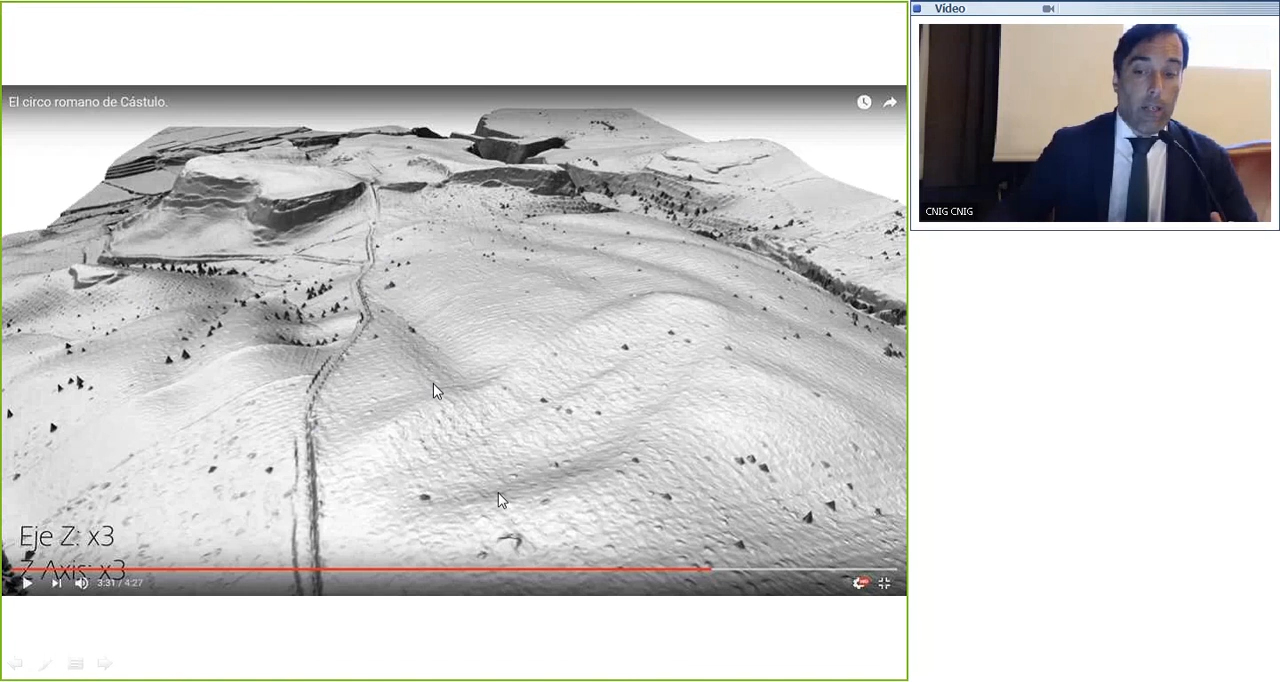 Vídeo
El circo romano de Cástulo.
CNIG CNIG
Eje Z: x3
Z Axis: x3
3:31 / 4:27